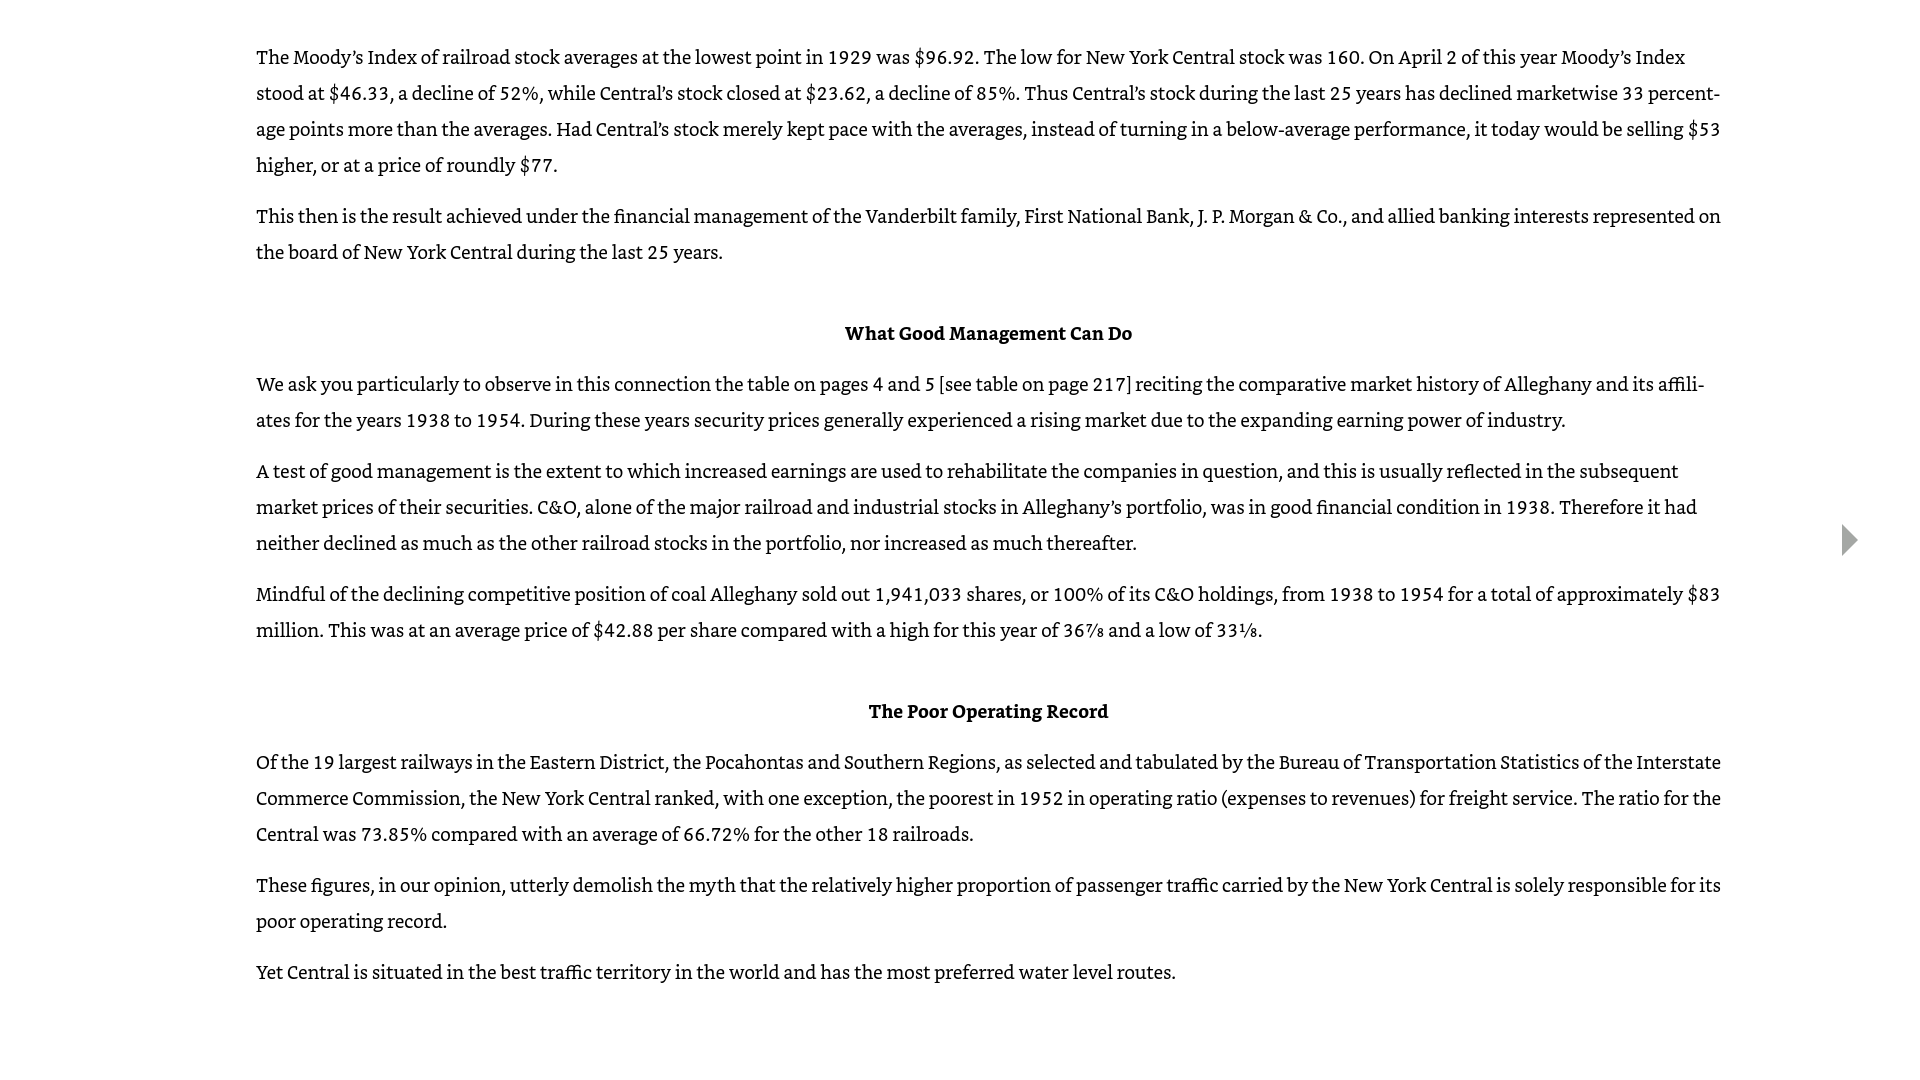 The Moody’s Index of railroad stock averages at the lowest point in 1929 was $96.92. The low for New York Central stock was 160. On April 2 of this year Moody’s Index
stood at $46.33, a decline of 52%, while Central’s stock closed at $23.62, a decline of 85%. Thus Central’s stock during the last 25 years has declined marketwise 33 percent-
age points more than the averages. Had Central’s stock merely kept pace with the averages, instead of turning in a below-average performance, it today would be selling $53
higher, or at a price of roundly $77.
This then is the result achieved under the financial management of the Vanderbilt family, First National Bank, J. P. Morgan & Co., and allied banking interests represented on
the board of New York Central during the last 25 years.
What Good Management Can Do
We ask you particularly to observe in this connection the table on pages 4 and 5 [see table on page 217] reciting the comparative market history of Alleghany and its affili-
ates for the years 1938 to 1954. During these years security prices generally experienced a rising market due to the expanding earning power of industry.
A test of good management is the extent to which increased earnings are used to rehabilitate the companies in question, and this is usually reflected in the subsequent
market prices of their securities. C&O, alone of the major railroad and industrial stocks in Alleghany’s portfolio, was in good financial condition in 1938. Therefore it had
neither declined as much as the other railroad stocks in the portfolio, nor increased as much thereafter.
Mindful of the declining competitive position of coal Alleghany sold out 1,941,033 shares, or 100% of its C&O holdings, from 1938 to 1954 for a total of approximately $83
million. This was at an average price of $42.88 per share compared with a high for this year of 36⅞ and a low of 33⅛.
The Poor Operating Record
Of the 19 largest railways in the Eastern District, the Pocahontas and Southern Regions, as selected and tabulated by the Bureau of Transportation Statistics of the Interstate
Commerce Commission, the New York Central ranked, with one exception, the poorest in 1952 in operating ratio (expenses to revenues) for freight service. The ratio for the
Central was 73.85% compared with an average of 66.72% for the other 18 railroads.
These figures, in our opinion, utterly demolish the myth that the relatively higher proportion of passenger traffic carried by the New York Central is solely responsible for its
poor operating record.
Yet Central is situated in the best traffic territory in the world and has the most preferred water level routes.